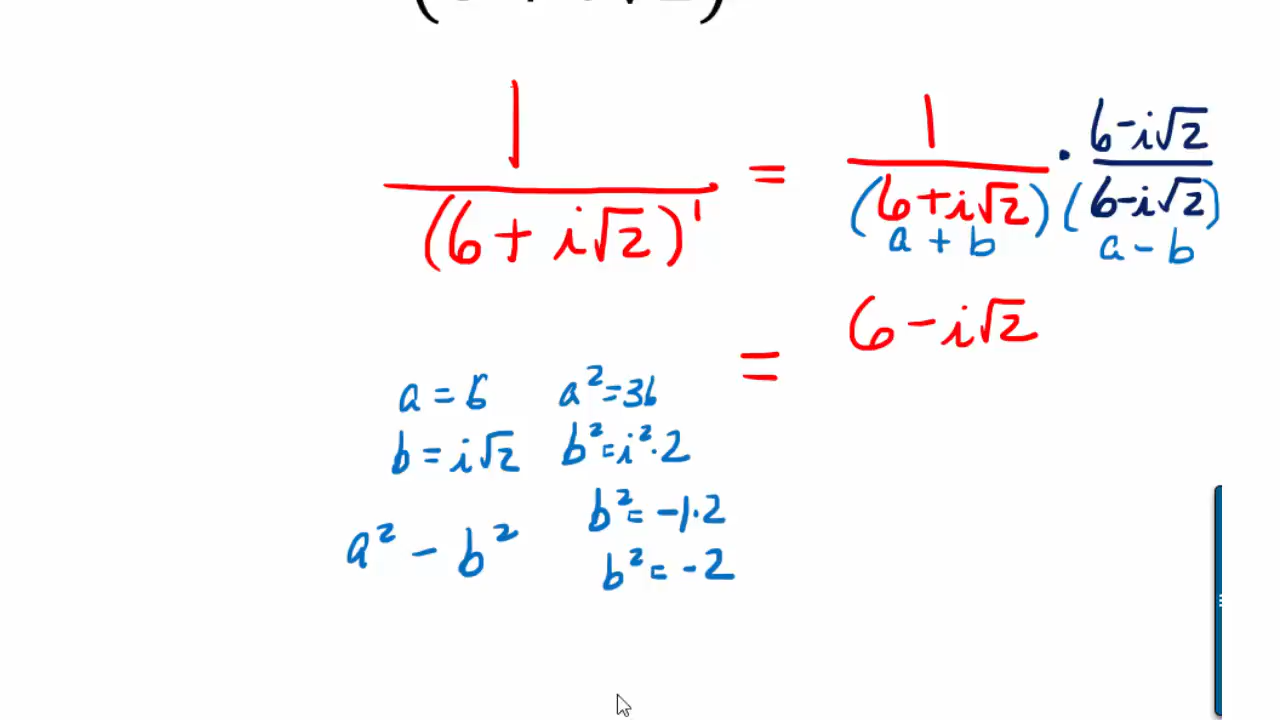 1 / (6 + i√2)¹ = 1 / (6+i√2) · 6-i√2 / (6-i√2)
a + b a - b
= 6 - i√2
a = 6 a² = 36
b = i√2 b² = i² · 2
b² = -1 · 2
a² - b²
b² = -2